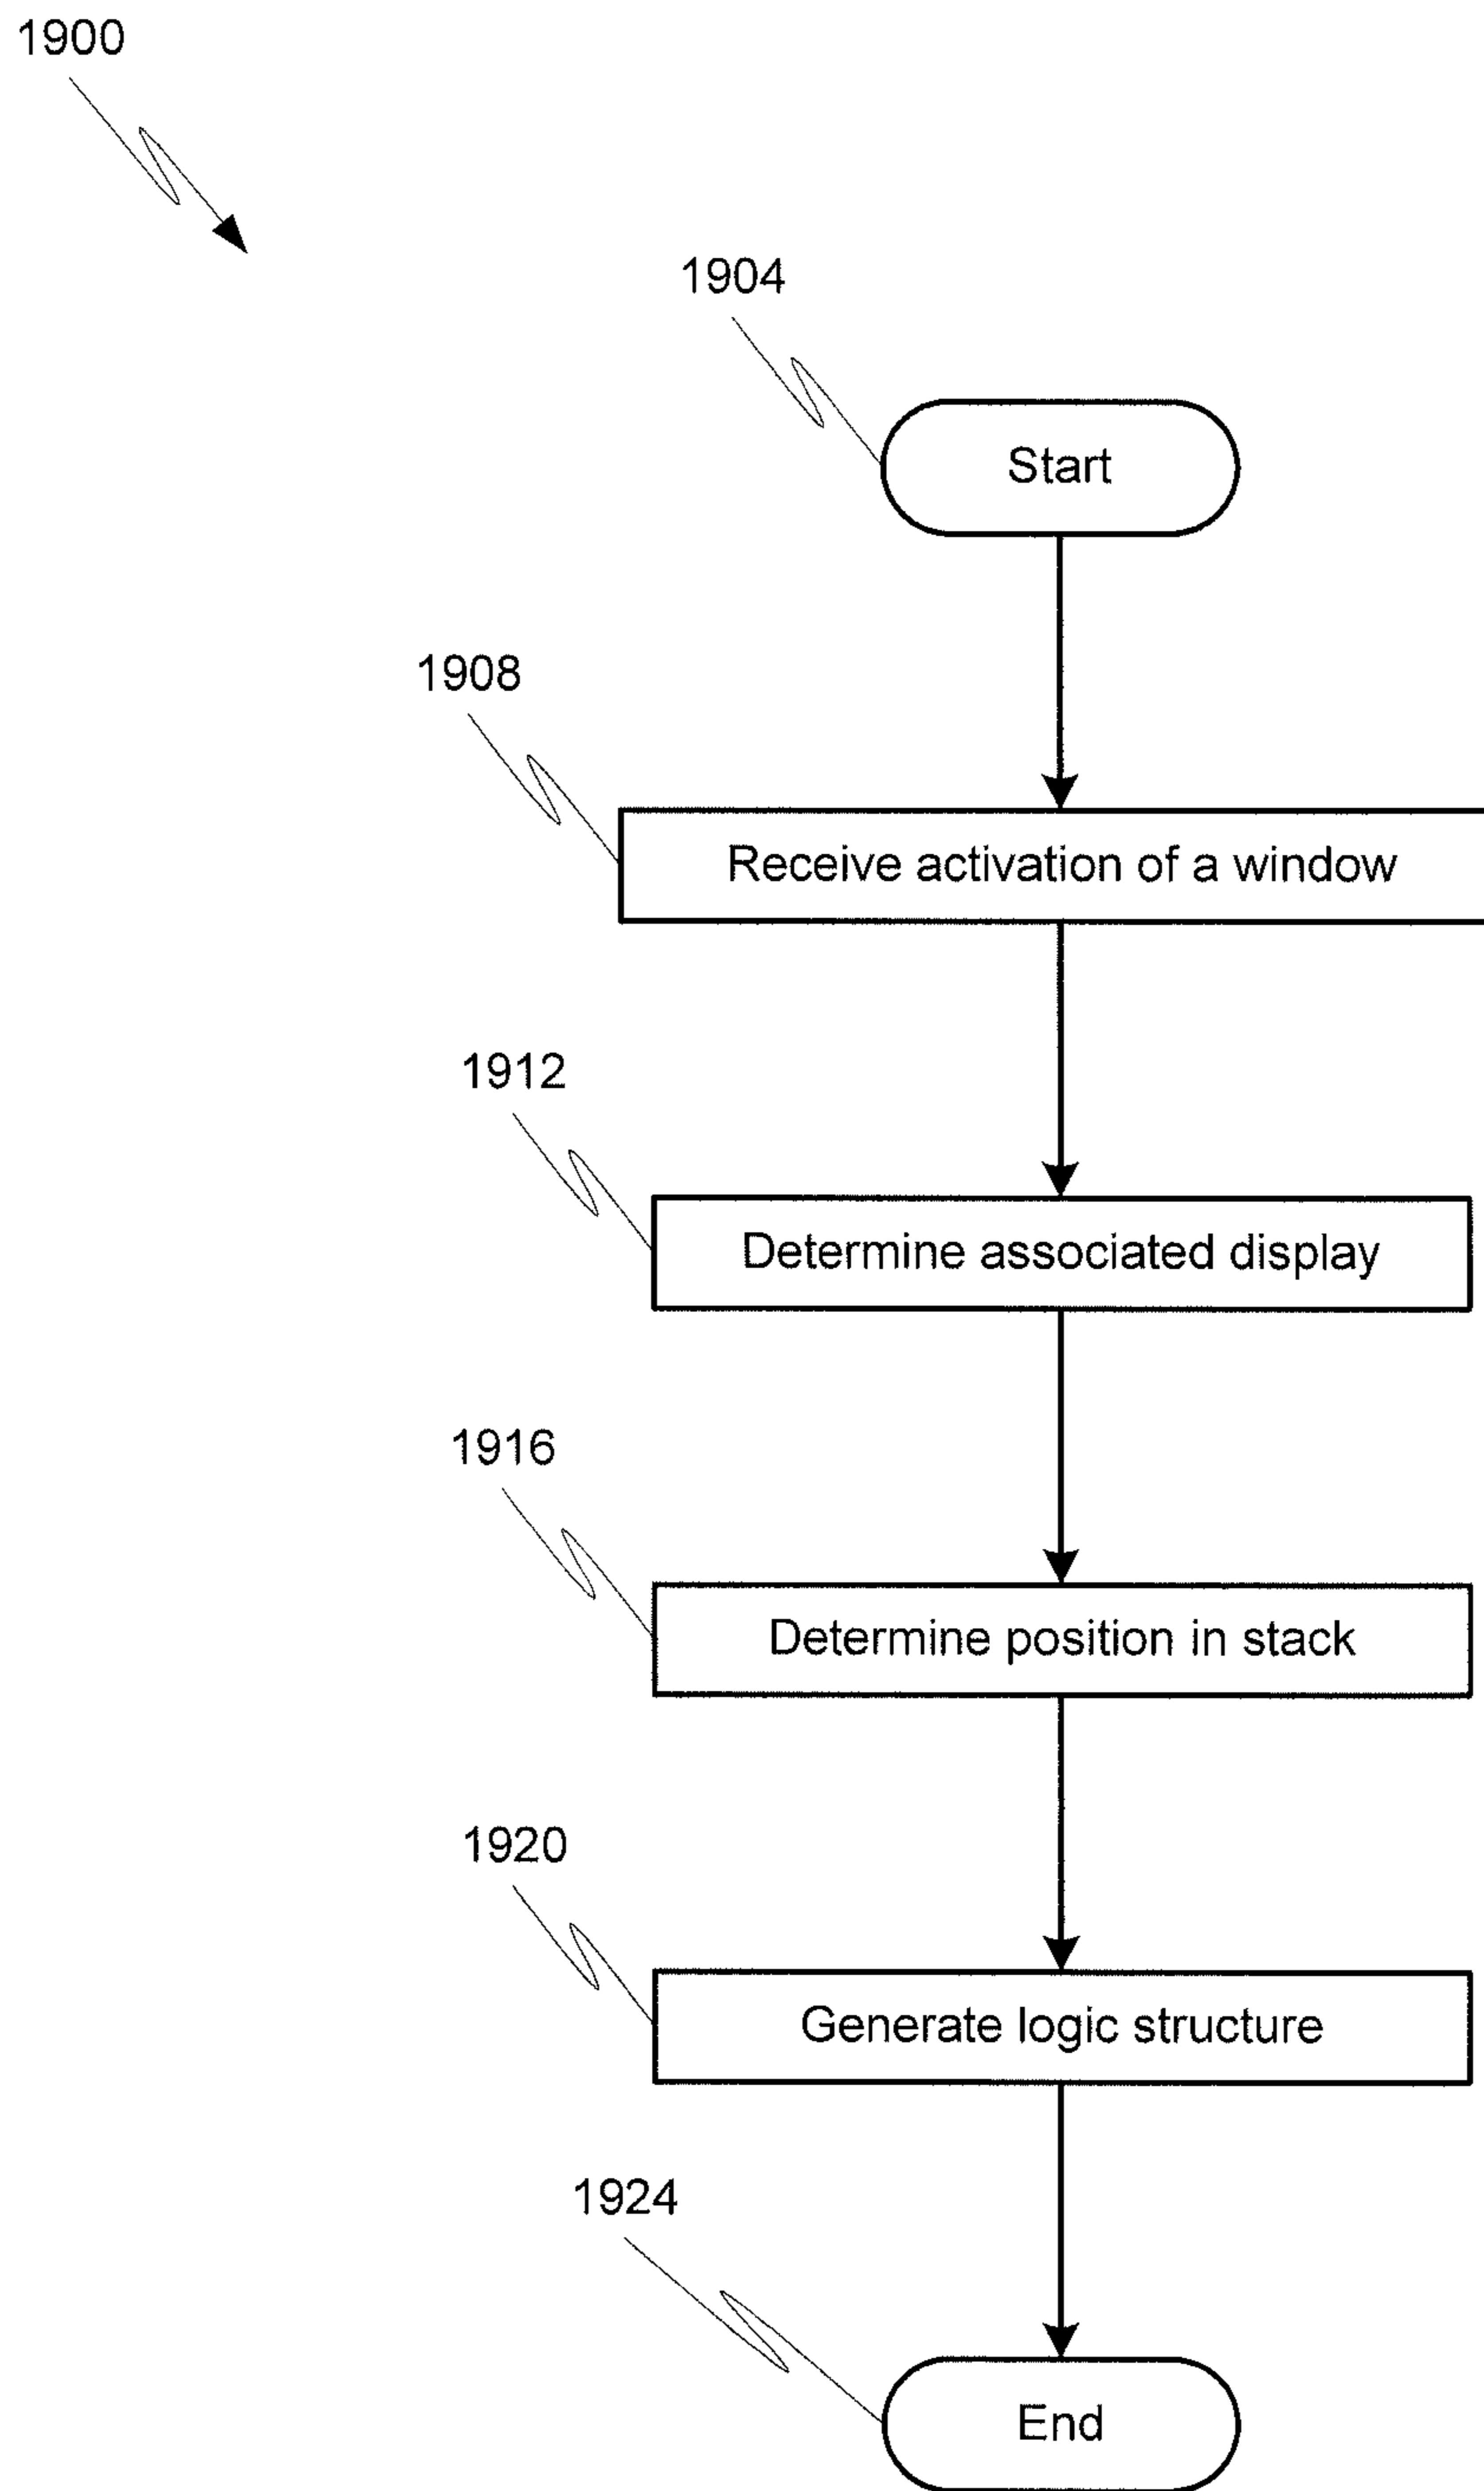 1900
1904
Start
1908
Receive activation of a window
1912
Determine associated display
1916
Determine position in stack
1920
Generate logic structure
1924
End